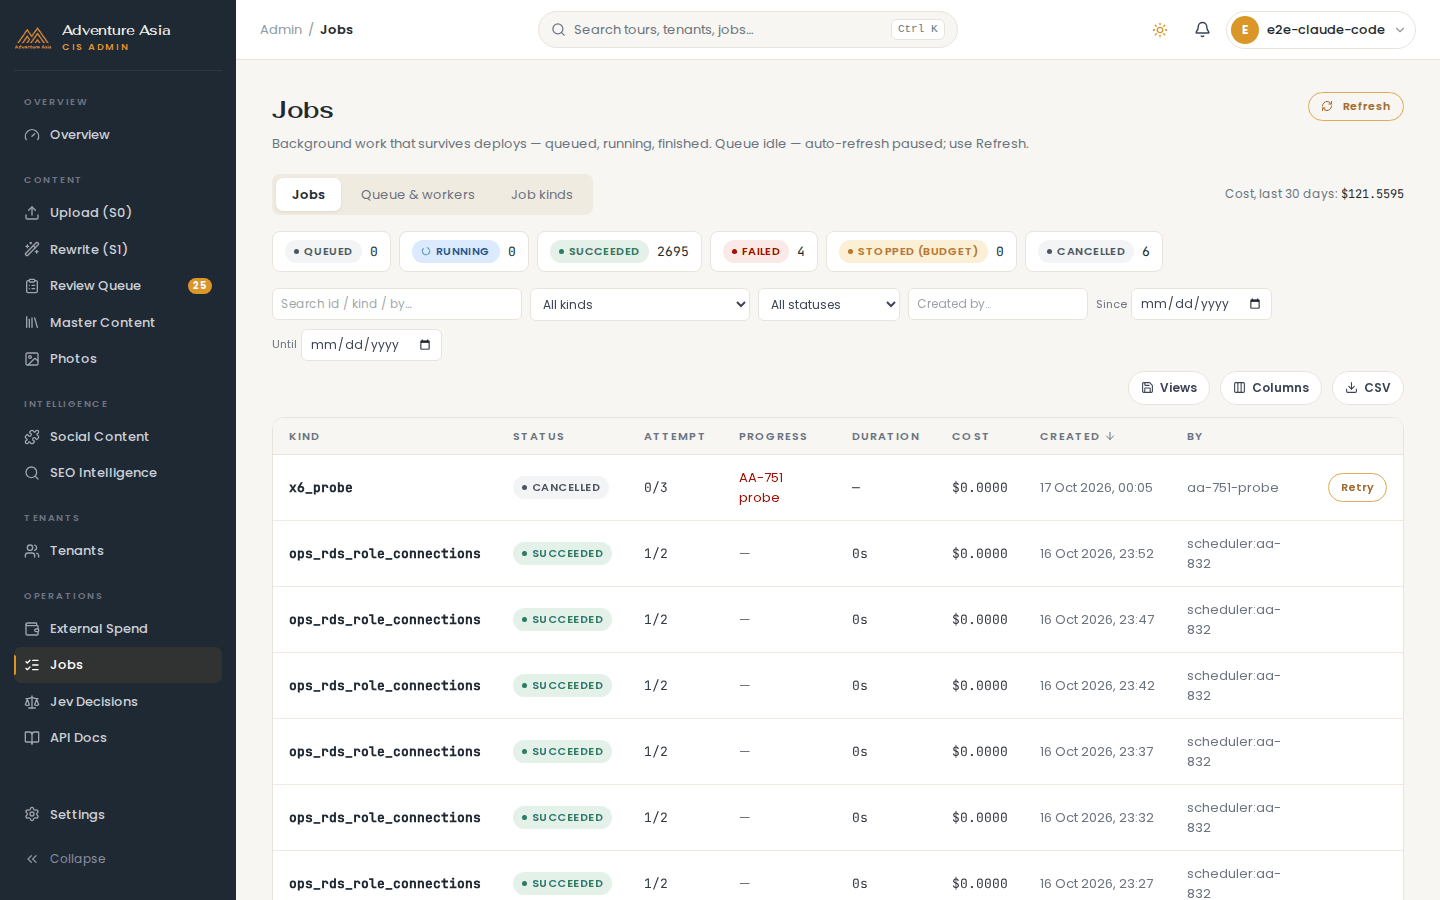 Adventure Asia
CIS ADMIN
Adventure Asia
OVERVIEW
Overview
CONTENT
Upload (S0)
Rewrite (S1)
Review Queue 25
Master Content
Photos
INTELLIGENCE
Social Content
SEO Intelligence
TENANTS
Tenants
OPERATIONS
External Spend
Jobs
Jev Decisions
API Docs
Settings
Collapse
Admin / Jobs
Search tours, tenants, jobs... Ctrl K
E e2e-claude-code
Jobs
Refresh
Background work that survives deploys — queued, running, finished. Queue idle — auto-refresh paused; use Refresh.
Jobs Queue & workers Job kinds
Cost, last 30 days: $121.5595
QUEUED 0 RUNNING 0 SUCCEEDED 2695 FAILED 4 STOPPED (BUDGET) 0 CANCELLED 6
Search id / kind / by... All kinds All statuses Created by... Since mm/dd/yyyy
Until mm/dd/yyyy
Views Columns CSV
KIND STATUS ATTEMPT PROGRESS DURATION COST CREATED ↓ BY
x6_probe CANCELLED 0/3 AA-751 probe — $0.0000 17 Oct 2026, 00:05 aa-751-probe Retry
ops_rds_role_connections SUCCEEDED 1/2 — 0s $0.0000 16 Oct 2026, 23:52 scheduler:aa-832
ops_rds_role_connections SUCCEEDED 1/2 — 0s $0.0000 16 Oct 2026, 23:47 scheduler:aa-832
ops_rds_role_connections SUCCEEDED 1/2 — 0s $0.0000 16 Oct 2026, 23:42 scheduler:aa-832
ops_rds_role_connections SUCCEEDED 1/2 — 0s $0.0000 16 Oct 2026, 23:37 scheduler:aa-832
ops_rds_role_connections SUCCEEDED 1/2 — 0s $0.0000 16 Oct 2026, 23:32 scheduler:aa-832
ops_rds_role_connections SUCCEEDED 1/2 — 0s $0.0000 16 Oct 2026, 23:27 scheduler:aa-832